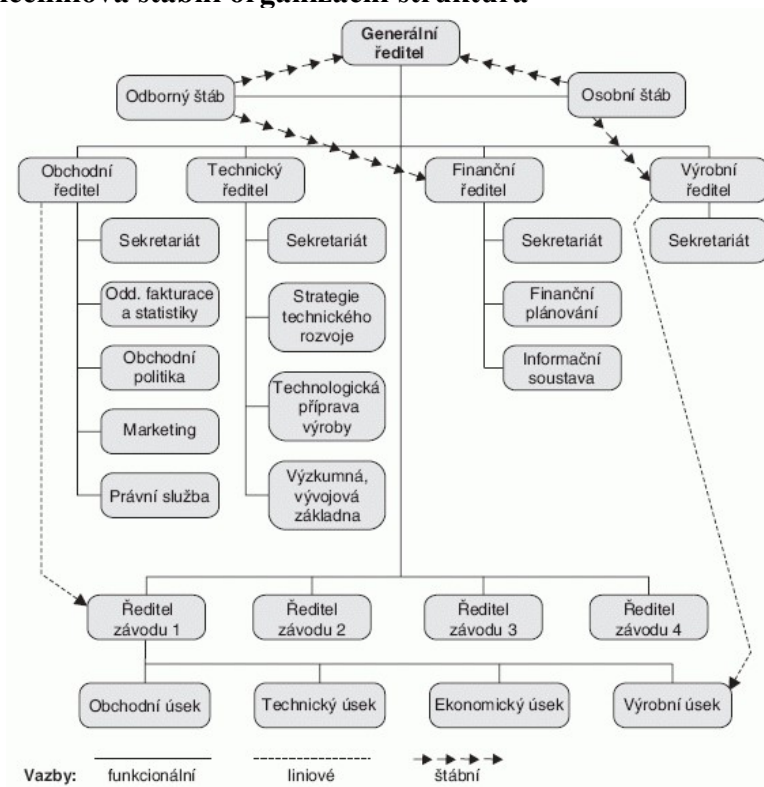 štábní organizační struktura
Generální
ředitel
Odborný štáb
Osobní štáb
Obchodní
ředitel
Technický
ředitel
Finanční
ředitel
Výrobní
ředitel
Sekretariát
Sekretariát
Sekretariát
Sekretariát
Odd. fakturace
a statistiky
Strategie
technického
rozvoje
Finanční
plánování
Obchodní
politika
Technologická
příprava
výroby
Informační
soustava
Marketing
Právní služba
Výzkumná,
vývojová
základna
Ředitel
závodu 1
Ředitel
závodu 2
Ředitel
závodu 3
Ředitel
závodu 4
Obchodní úsek
Technický úsek
Ekonomický úsek
Výrobní úsek
Vazby: funkcionální liniové štábní